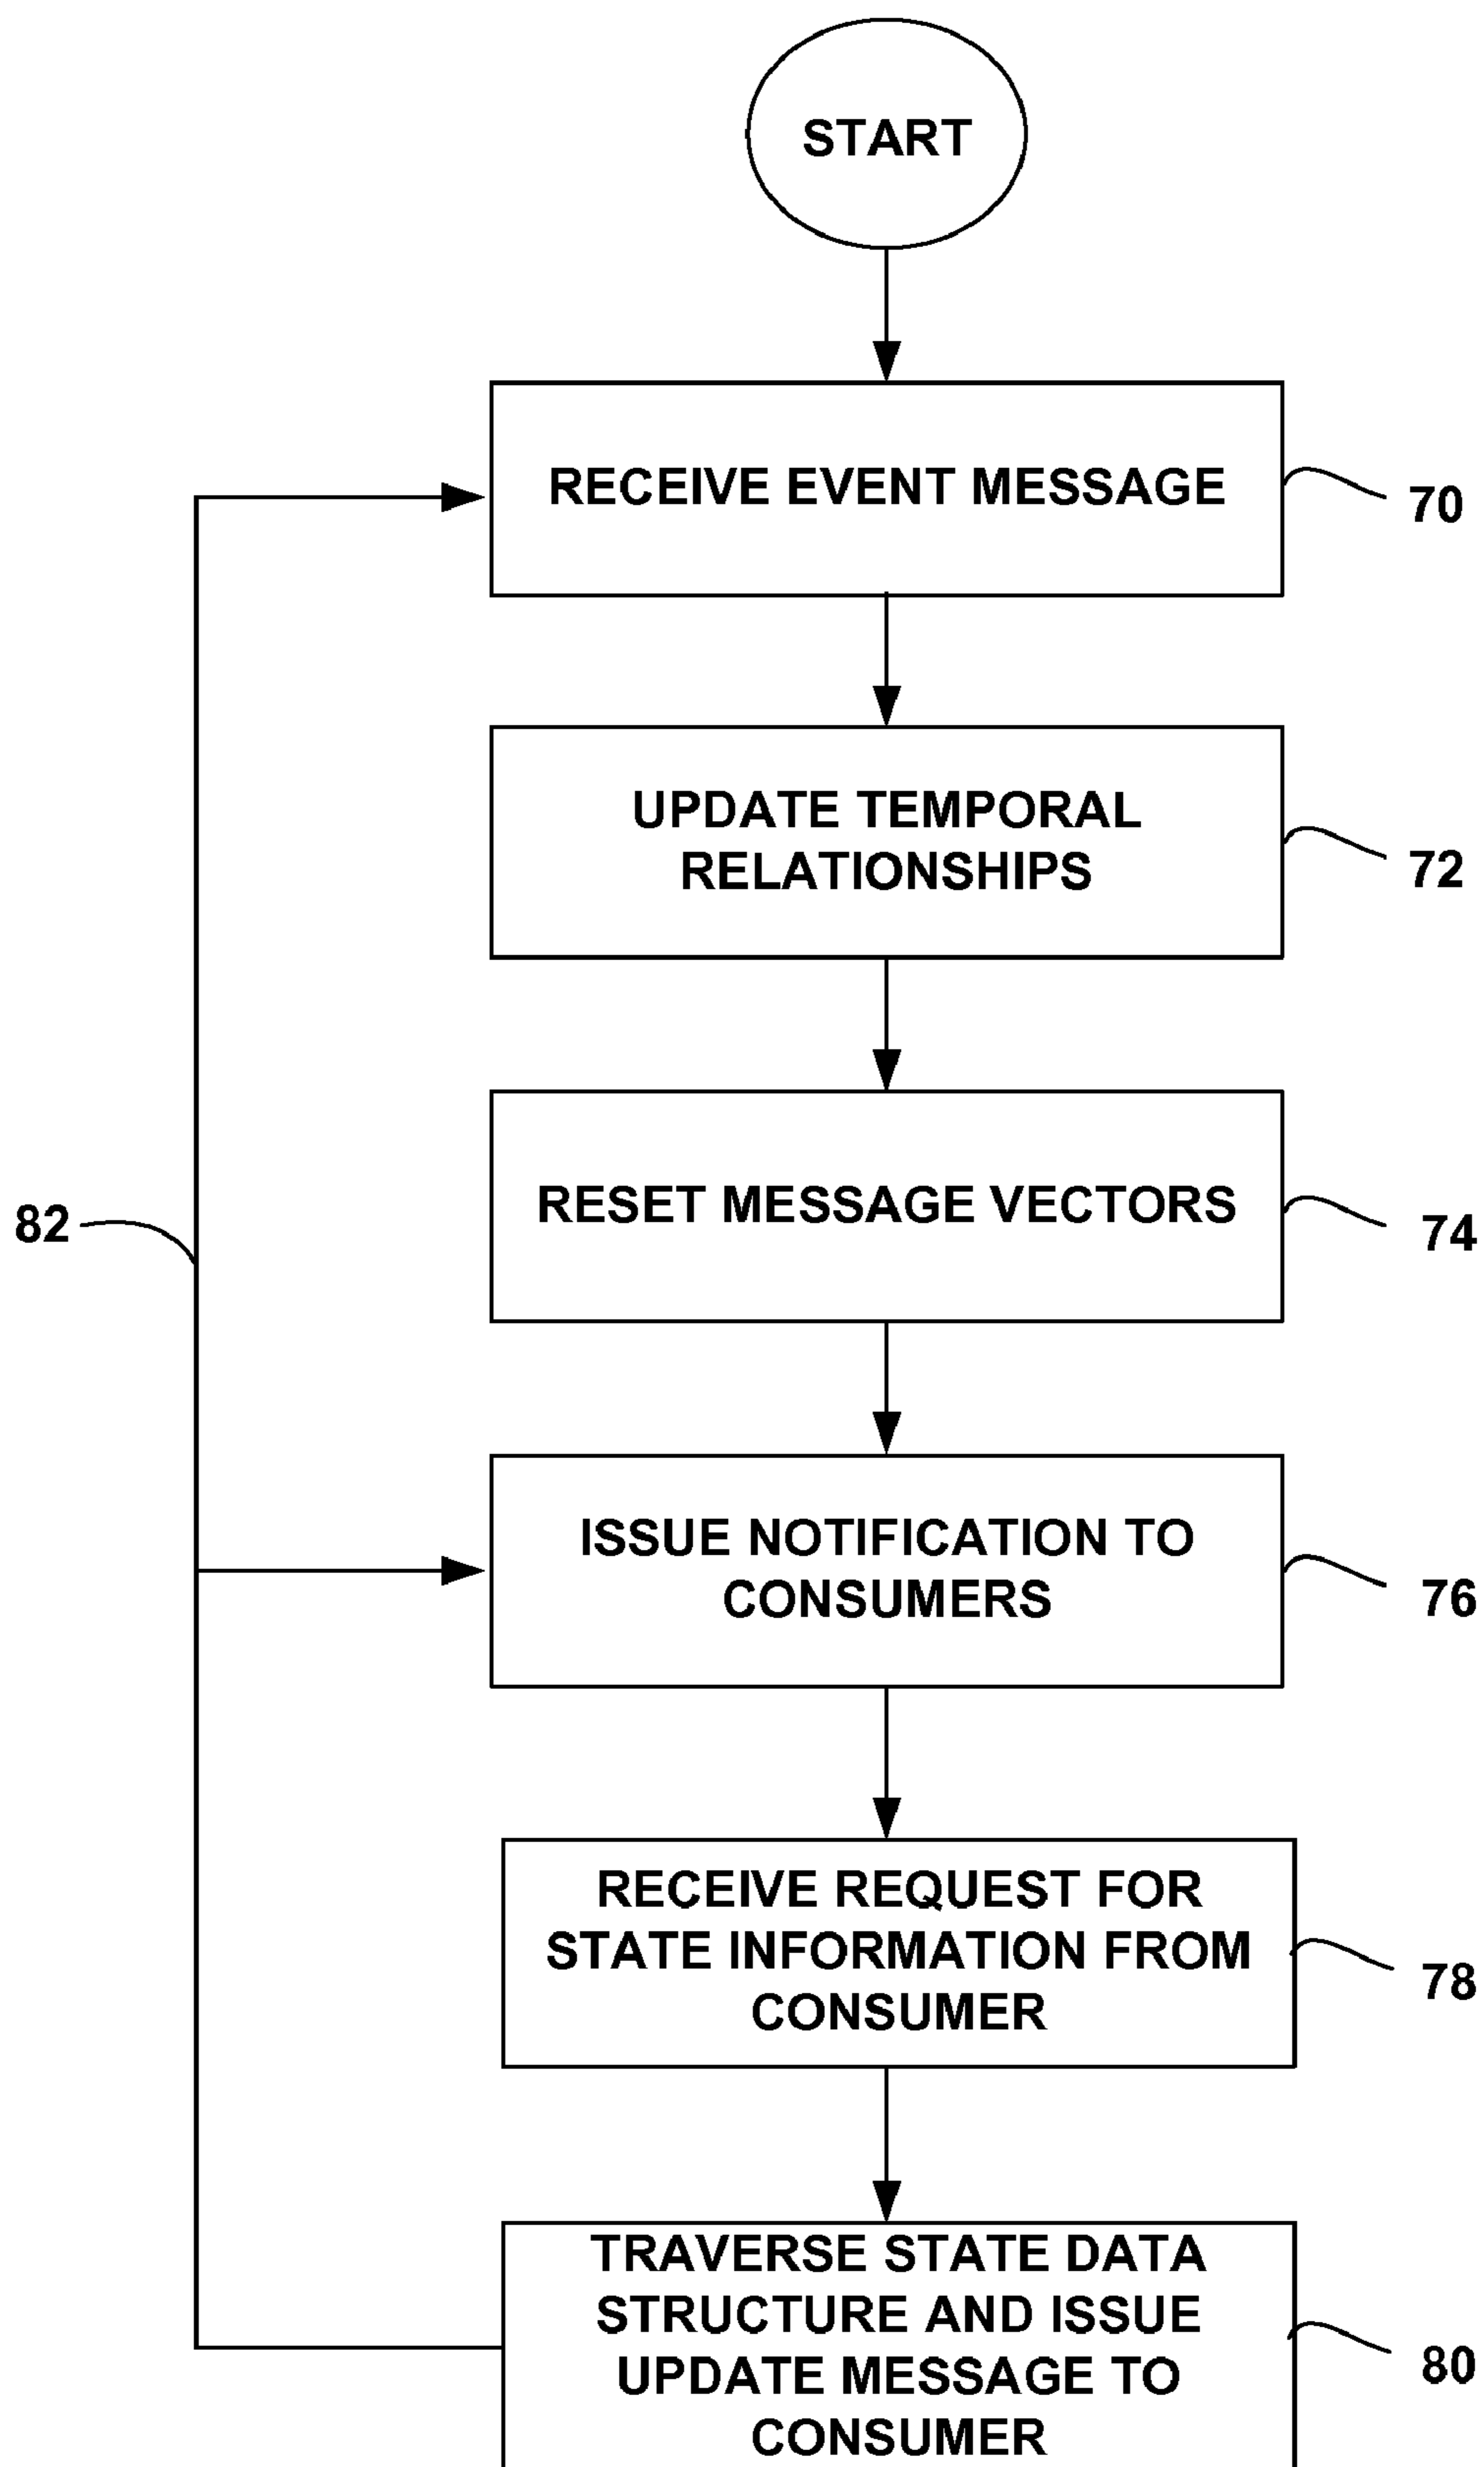 START
RECEIVE EVENT MESSAGE
70
UPDATE TEMPORAL
RELATIONSHIPS
72
RESET MESSAGE VECTORS
74
82
ISSUE NOTIFICATION TO
CONSUMERS
76
RECEIVE REQUEST FOR
STATE INFORMATION FROM
CONSUMER
78
TRAVERSE STATE DATA
STRUCTURE AND ISSUE
UPDATE MESSAGE TO
CONSUMER
80